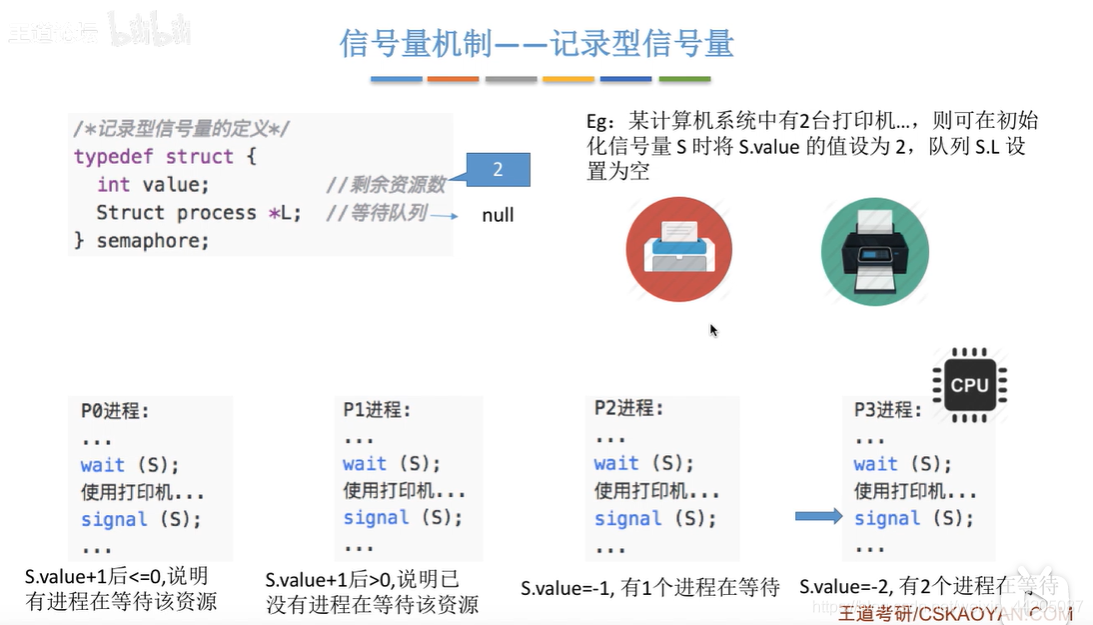 王道论坛 bilibili
信号量机制——记录型信号量
/*记录型信号量的定义*/
typedef struct {
int value; //剩余资源数
Struct process *L; //等待队列
} semaphore;
2
null
Eg：某计算机系统中有2台打印机…，则可在初始
化信号量 S 时将 S.value 的值设为 2，队列 S.L 设
置为空
CPU
P0进程:
...
wait (S);
使用打印机...
signal (S);
...
S.value+1后<=0,说明
有进程在等待该资源
P1进程:
...
wait (S);
使用打印机...
signal (S);
...
S.value+1后>0,说明已
没有进程在等待该资源
P2进程:
...
wait (S);
使用打印机...
signal (S);
...
S.value=-1, 有1个进程在等待
P3进程:
...
wait (S);
使用打印机...
signal (S);
...
S.value=-2, 有2个进程在等待
王道考研/CSKAOYAN.COM